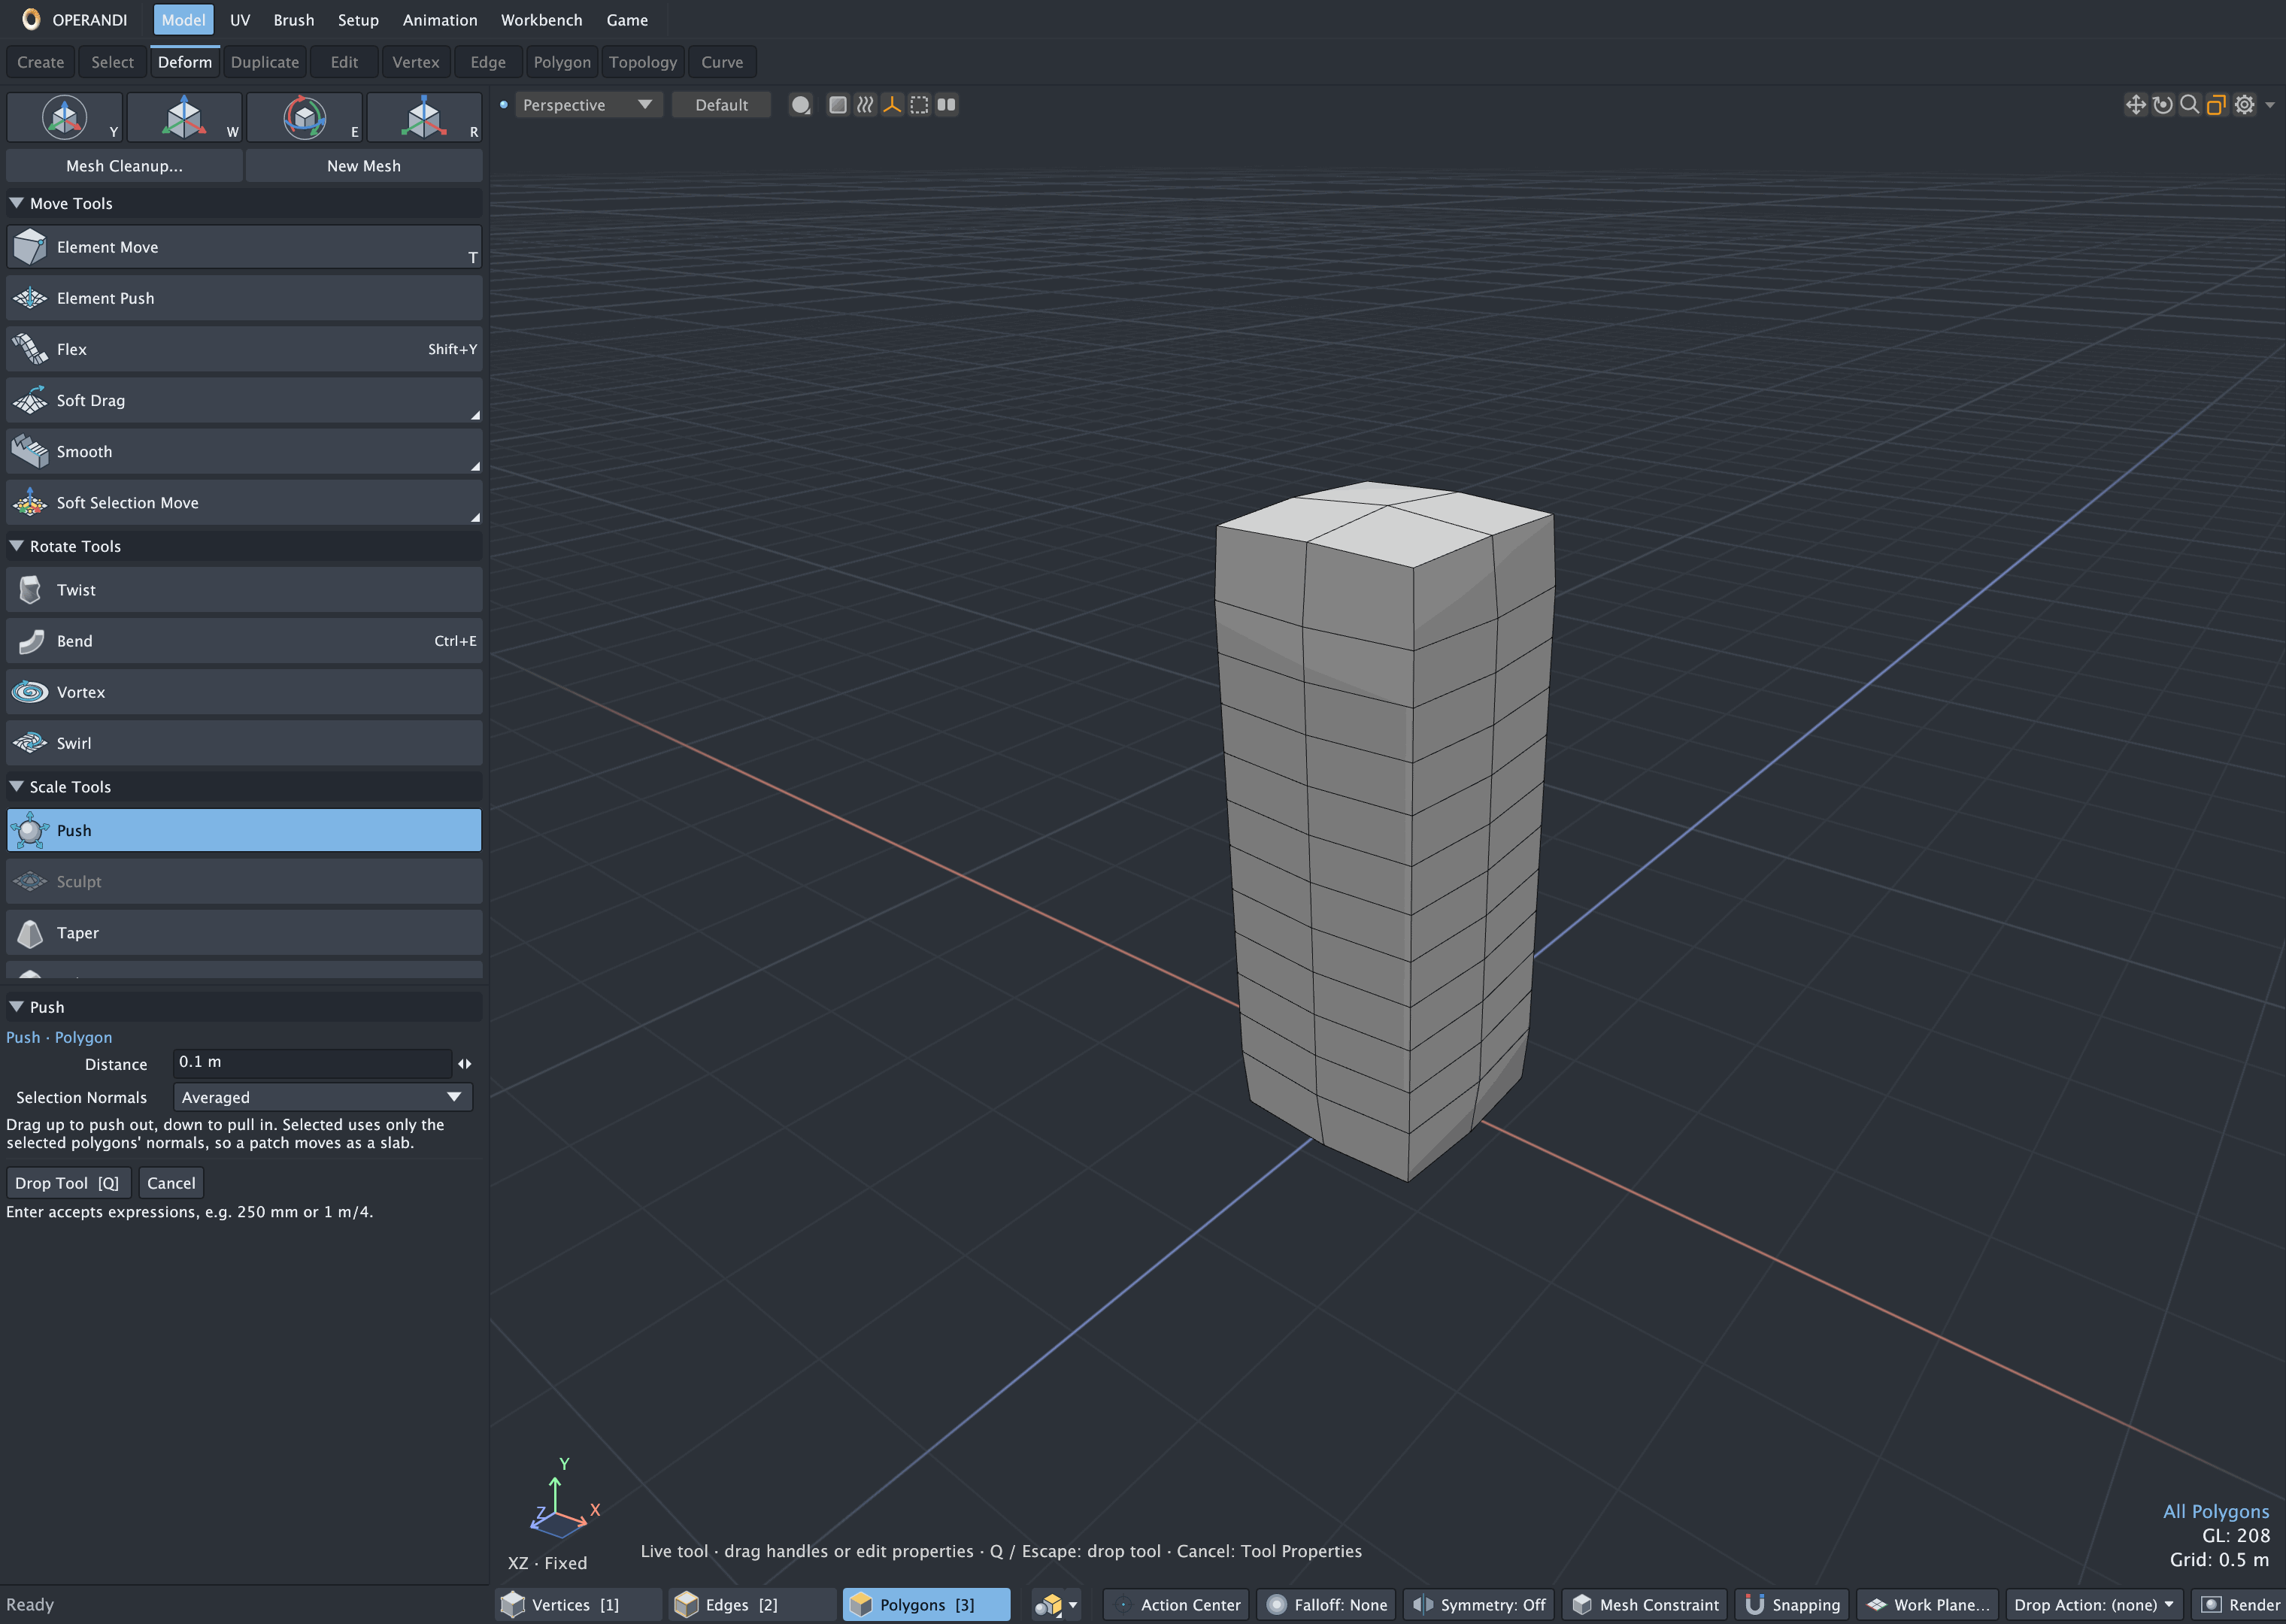 OPERANDI Model UV Brush Setup Animation Workbench Game
Create Select Deform Duplicate Edit Vertex Edge Polygon Topology Curve
Y W E R
Perspective Default
Mesh Cleanup... New Mesh
Move Tools
Element Move T
Element Push
Flex Shift+Y
Soft Drag
Smooth
Soft Selection Move
Rotate Tools
Twist
Bend Ctrl+E
Vortex
Swirl
Scale Tools
Push
Sculpt
Taper
Push
Push · Polygon
Distance 0.1 m
Selection Normals Averaged
Drag up to push out, down to pull in. Selected uses only the
selected polygons' normals, so a patch moves as a slab.
Drop Tool [Q] Cancel
Enter accepts expressions, e.g. 250 mm or 1 m/4.
Y
Z X
XZ · Fixed
Live tool · drag handles or edit properties · Q / Escape: drop tool · Cancel: Tool Properties
All Polygons
GL: 208
Grid: 0.5 m
Ready Vertices [1] Edges [2] Polygons [3] Action Center Falloff: None Symmetry: Off Mesh Constraint Snapping Work Plane... Drop Action: (none) Render